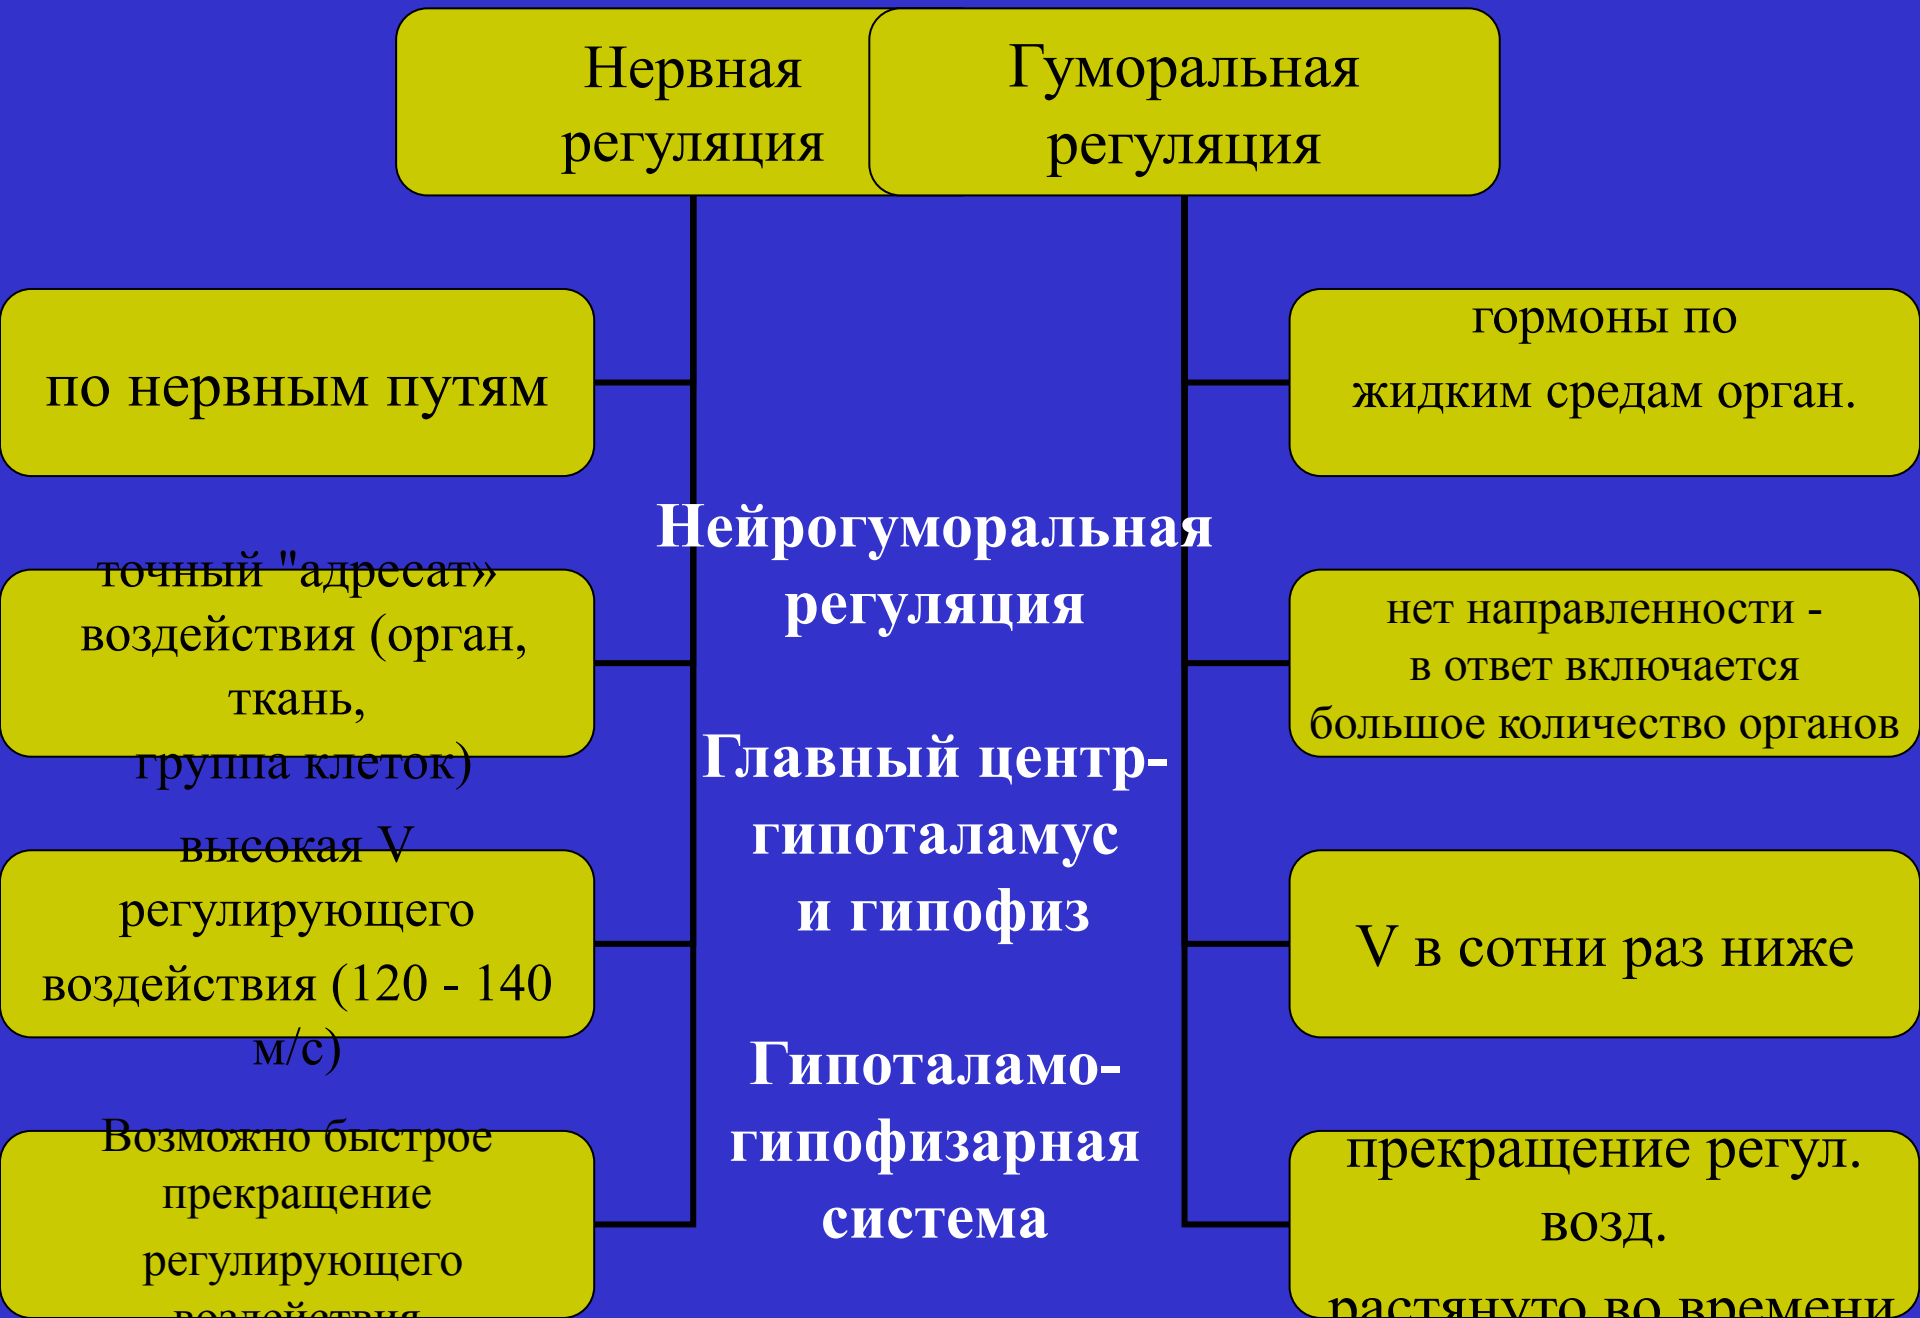 Нервная
регуляция
Гуморальная
регуляция
по нервным путям
точный "адресат»
воздействия (орган,
ткань,
группа клеток)
высокая V
регулирующего
воздействия (120 - 140
м/с)
Возможно быстрое
прекращение
регулирующего
воздействия
Нейрогуморальная
регуляция
Главный центр-
гипоталамус
и гипофиз
Гипоталамо-
гипофизарная
система
гормоны по
жидким средам орган.
нет направленности -
в ответ включается
большое количество органов
V в сотни раз ниже
прекращение регул.
возд.
растянуто во времени